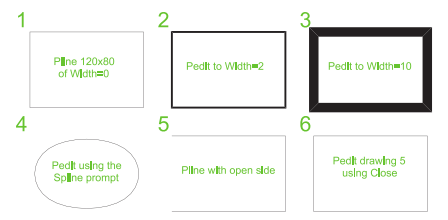 1
Pline 120x80
of Width=0
2
Pedit to Width=2
3
Pedit to Width=10
4
Pedit using the
Spline prompt
5
Pline with open side
6
Pedit drawing 5
using Close